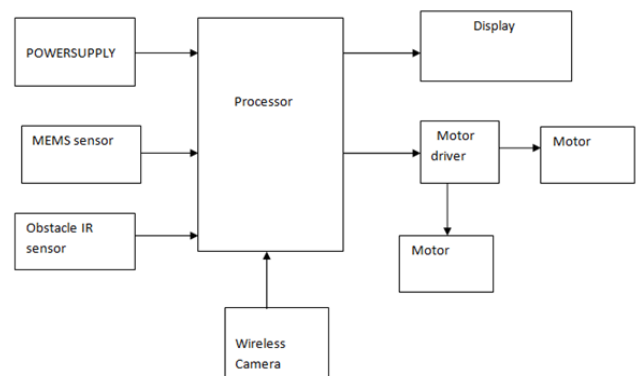 POWERSUPPLY
Display
Processor
MEMS sensor
Motor
driver
Motor
Obstacle IR
sensor
Motor
Wireless
Camera